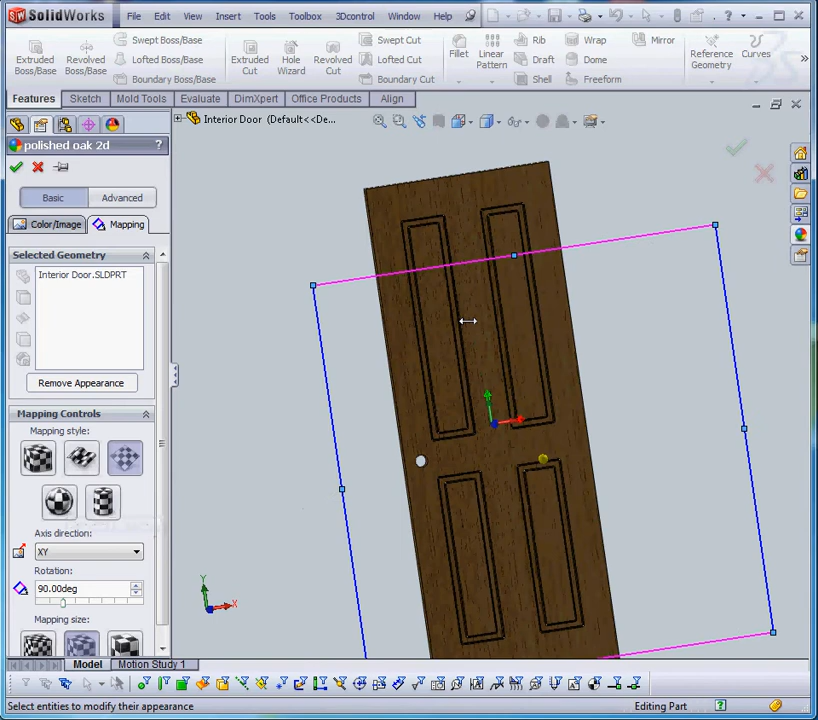 SolidWorks File Edit View Insert Tools Toolbox 3Dcontrol Window Help
Extruded Boss/Base
Revolved Boss/Base
Swept Boss/Base
Lofted Boss/Base
Boundary Boss/Base
Extruded Cut
Hole Wizard
Revolved Cut
Swept Cut
Lofted Cut
Boundary Cut
Fillet
Linear Pattern
Rib
Draft
Shell
Wrap
Dome
Freeform
Mirror
Reference Geometry
Curves
Features Sketch Mold Tools Evaluate DimXpert Office Products Align
Interior Door (Default<<De...
polished oak 2d ?
Basic Advanced
Color/Image Mapping
Selected Geometry
Interior Door.SLDPRT
Remove Appearance
Mapping Controls
Mapping style:
Axis direction:
XY
Rotation:
90.00deg
Mapping size:
Y
X
Model Motion Study 1
Select entities to modify their appearance Editing Part ?